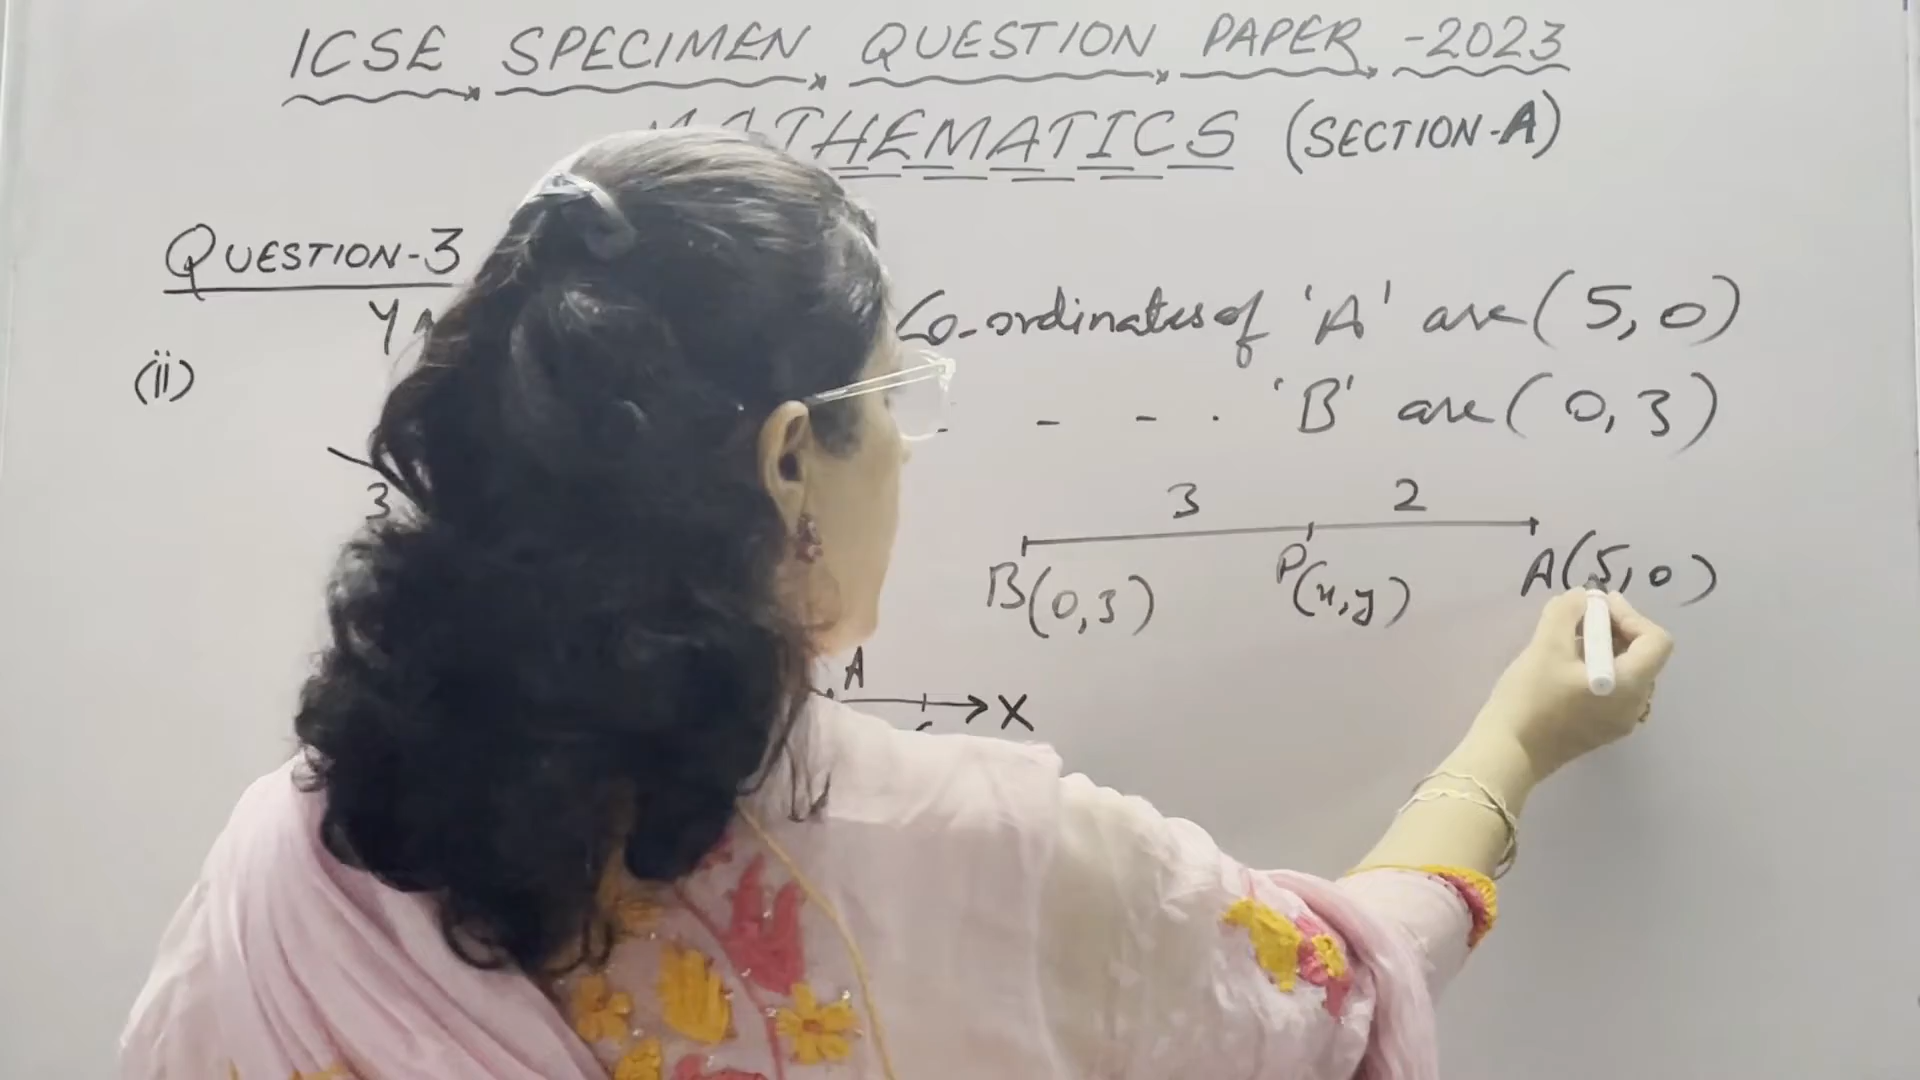 ICSE SPECIMEN QUESTION PAPER -2023
MATHEMATICS (SECTION-A)
QUESTION-3
Y
Co-ordinates of 'A' are (5,0)
(ii)
- - - . 'B' are (0,3)
3
3 2
B(0,3) P(x,y) A(5,0)
A
X